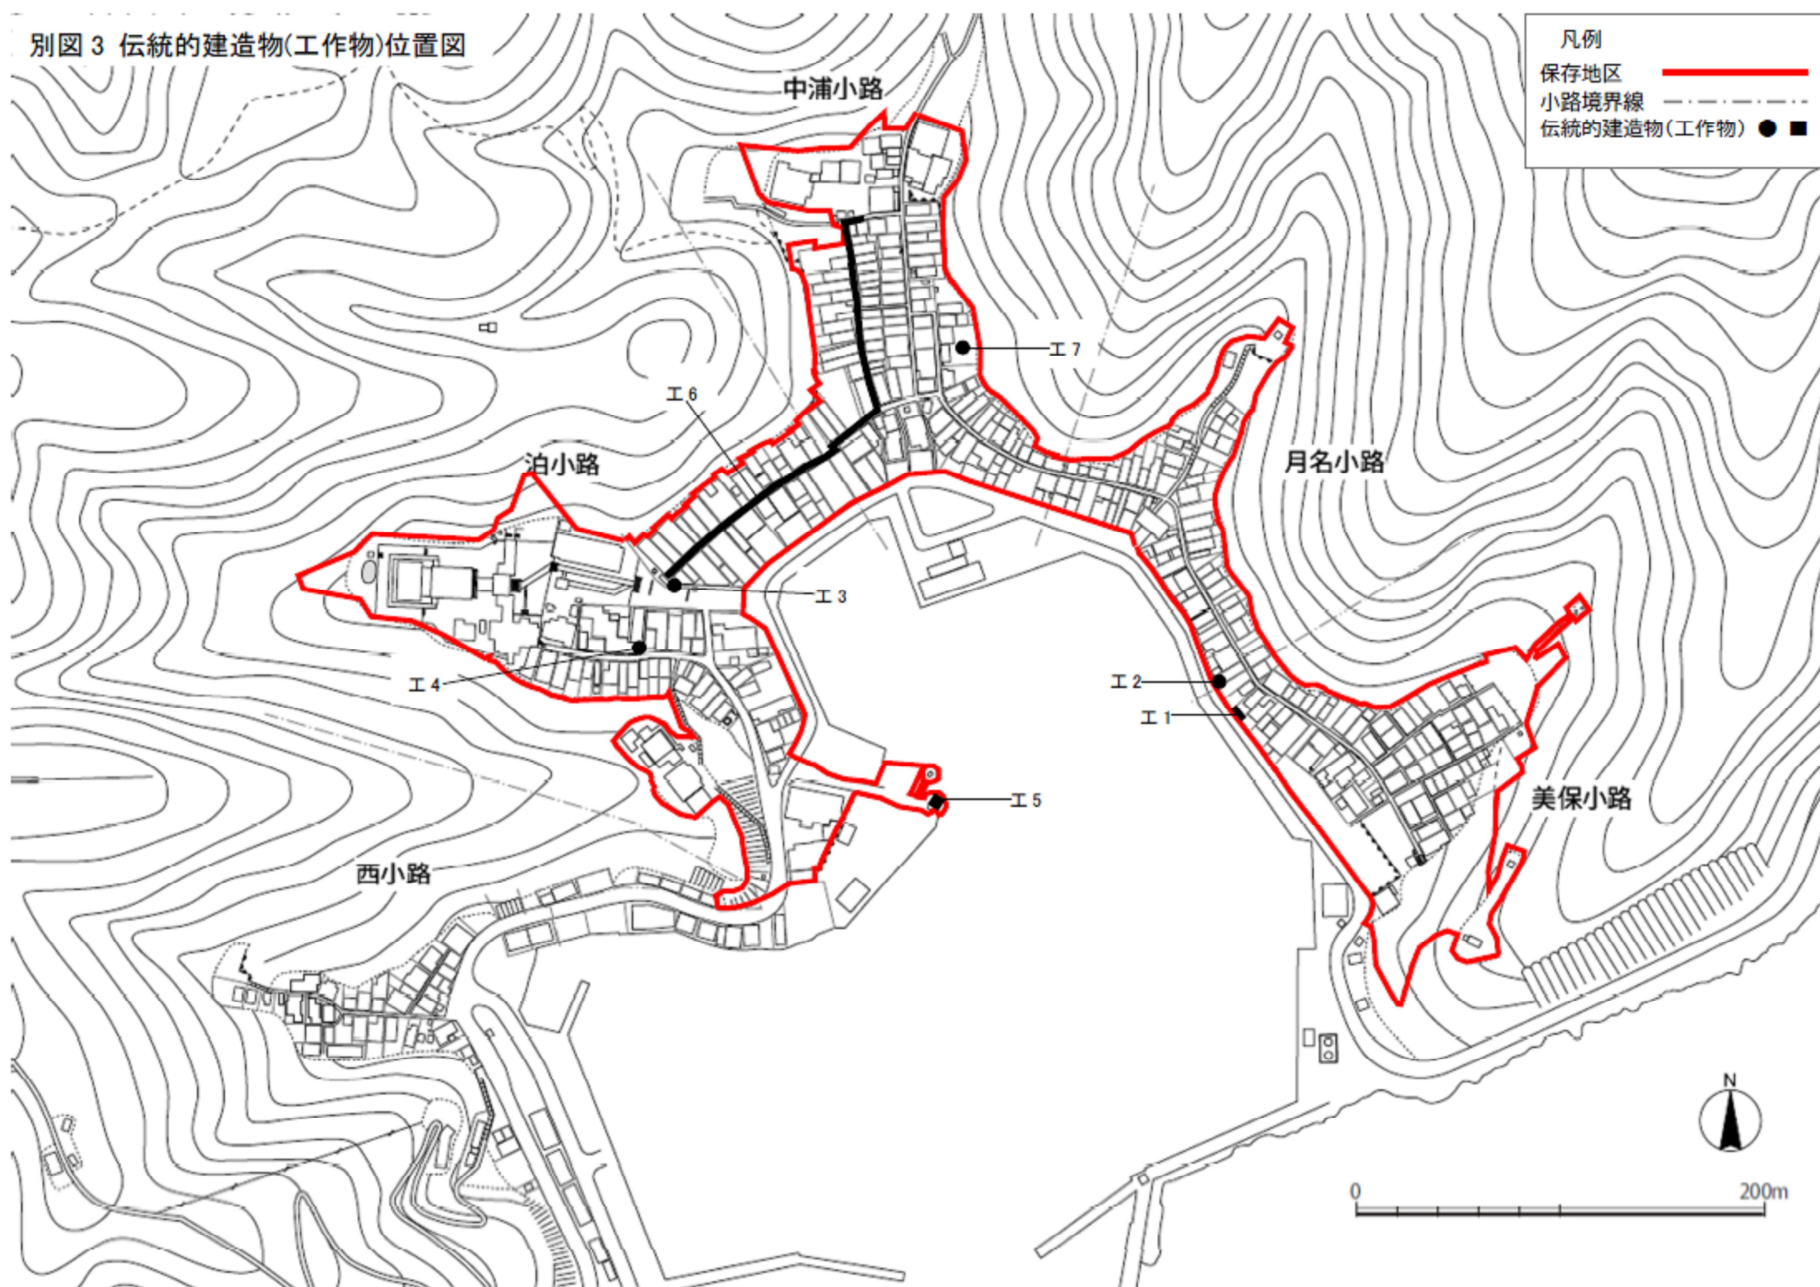 別図3 伝統的建造物(工作物)位置図
凡例
保存地区
小路境界線
伝統的建造物(工作物) ● ■
中浦小路
工7
工6
泊小路
月名小路
工3
工4
工2
工1
工5
美保小路
西小路
N
0 200m